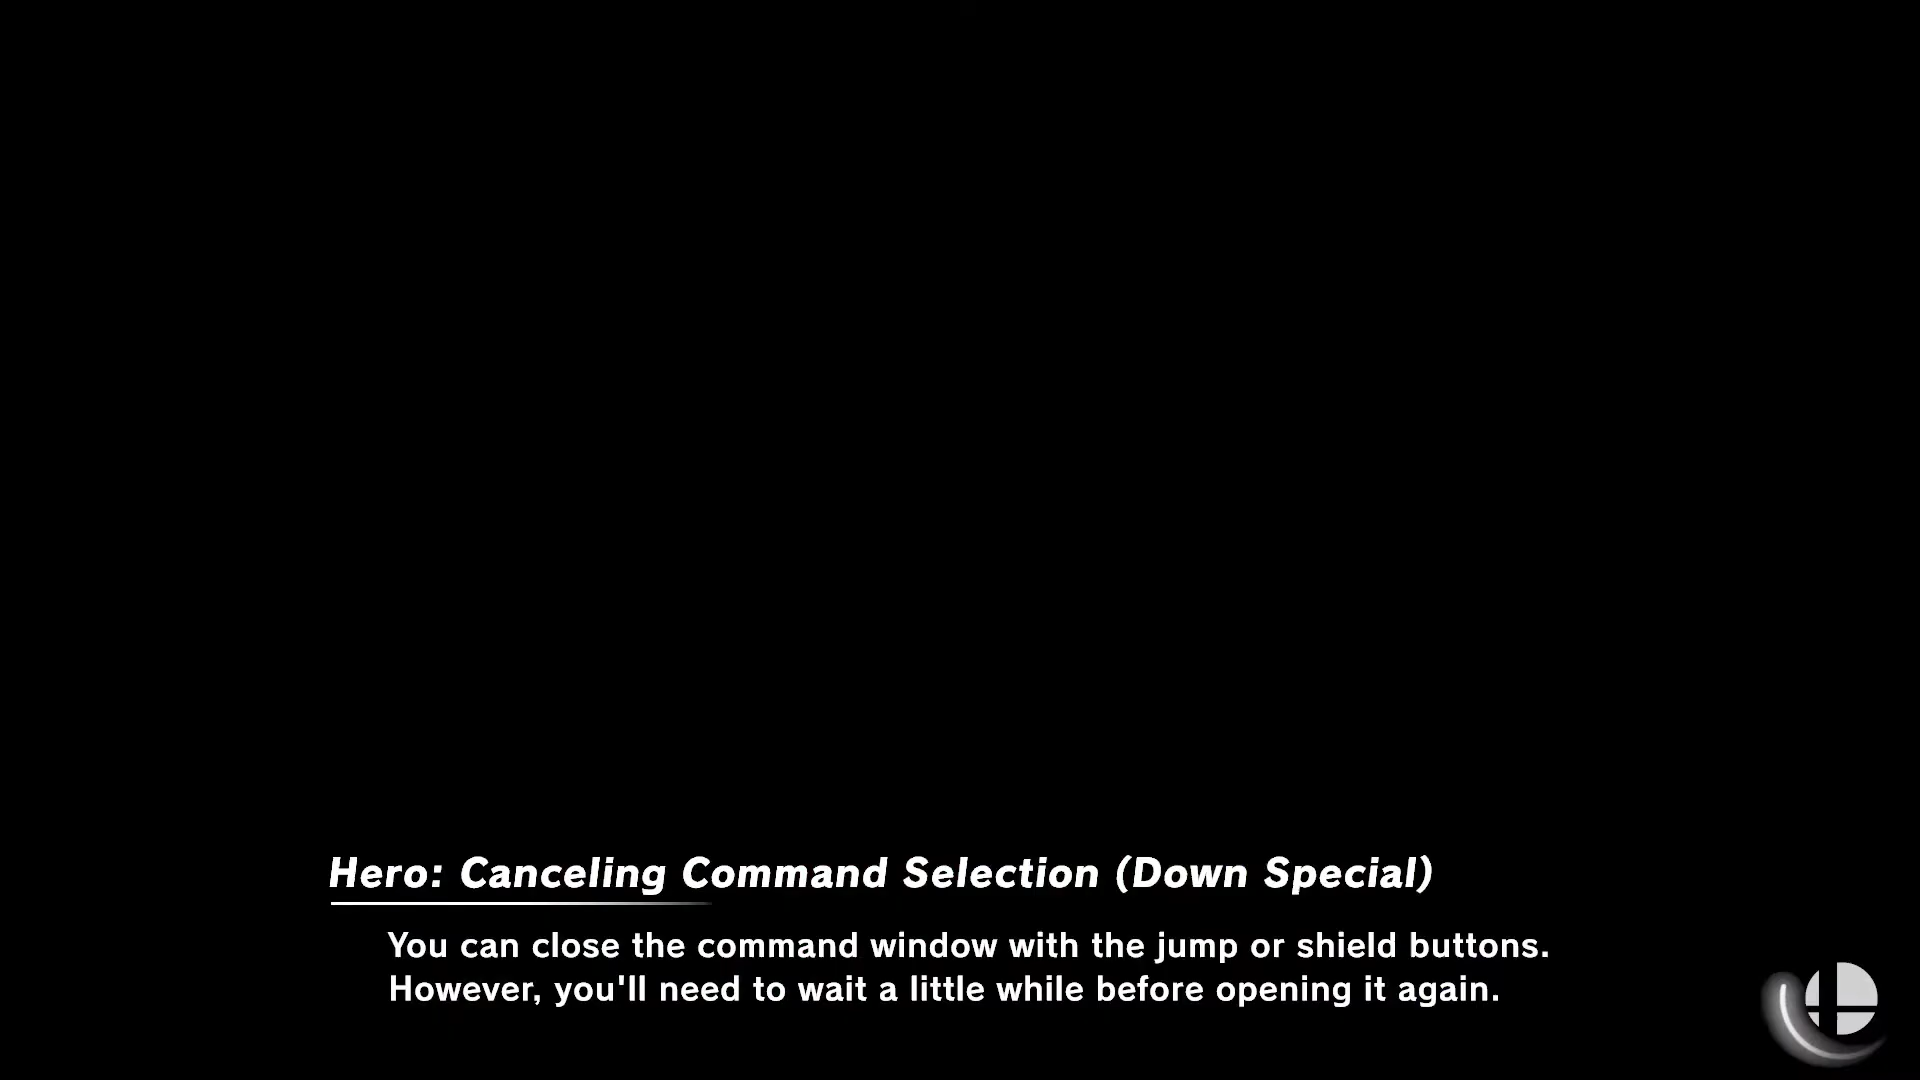 Hero: Canceling Command Selection (Down Special)
You can close the command window with the jump or shield buttons.
However, you'll need to wait a little while before opening it again.